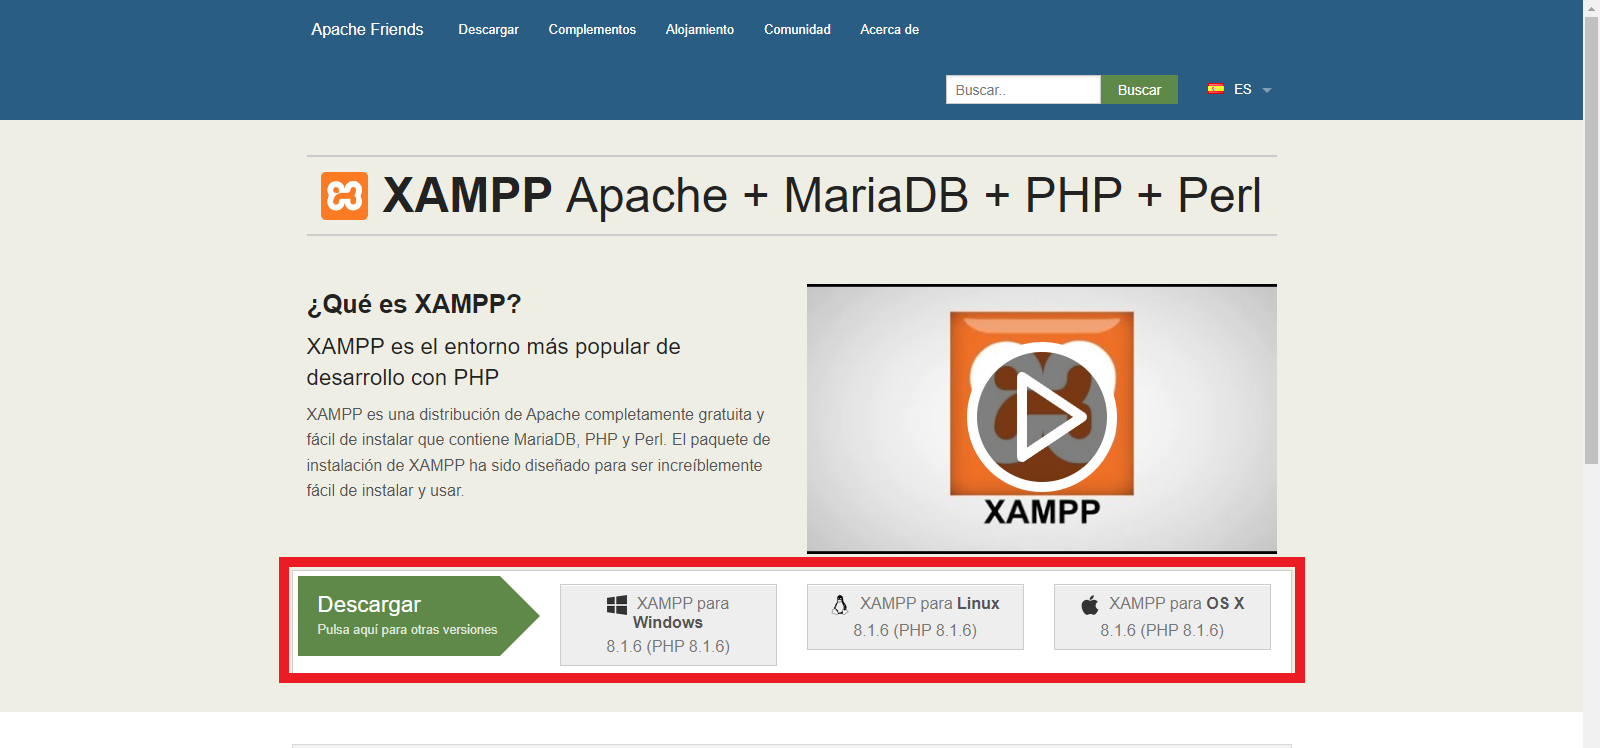 Apache Friends Descargar Complementos Alojamiento Comunidad Acerca de
Buscar.. Buscar ES
XAMPP Apache + MariaDB + PHP + Perl
¿Qué es XAMPP?
XAMPP es el entorno más popular de
desarrollo con PHP
XAMPP es una distribución de Apache completamente gratuita y
fácil de instalar que contiene MariaDB, PHP y Perl. El paquete de
instalación de XAMPP ha sido diseñado para ser increíblemente
fácil de instalar y usar.
XAMPP
Descargar
Pulsa aquí para otras versiones
XAMPP para
Windows
8.1.6 (PHP 8.1.6)
XAMPP para Linux
8.1.6 (PHP 8.1.6)
XAMPP para OS X
8.1.6 (PHP 8.1.6)